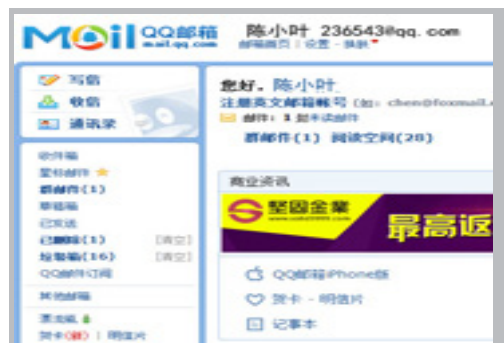 Mail QQ邮箱 陈小叶 236543@qq.com
mail.qq.com 邮箱首页 | 设置 - 换肤
写信
收信
通讯录
您好，陈小叶
注册英文邮箱帐号 (如: chen@foxmail.
邮件: 1 封未读邮件
群邮件(1) 阅读空间(28)
收件箱
星标邮件
群邮件(1)
草稿箱
已发送
已删除(1) [清空]
垃圾箱(16) [清空]
QQ邮件订阅
其他邮箱
漂流瓶
贺卡(新) | 明信片
商业资讯
坚固金業
最高返
QQ邮箱iPhone版
贺卡 - 明信片
记事本